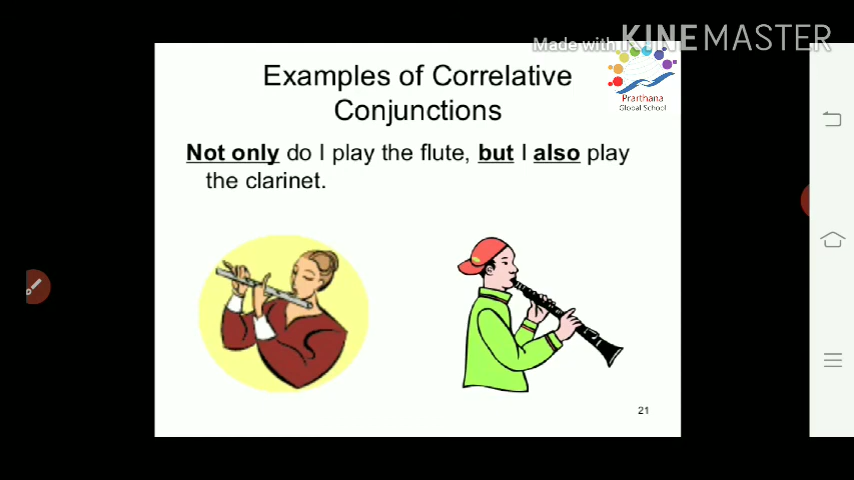 Made with KINEMASTER
Examples of Correlative
Conjunctions
Prarthana
Global School
Not only do I play the flute, but I also play
the clarinet.
21